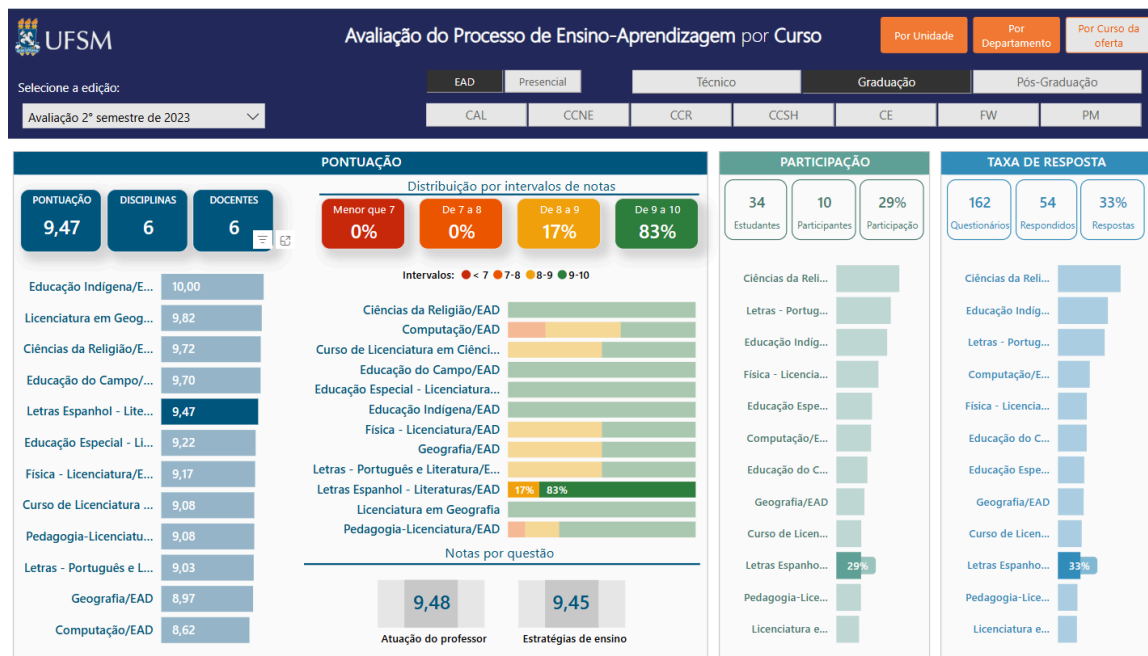 UFSM
Avaliação do Processo de Ensino-Aprendizagem por Curso
Por Unidade
Por Departamento
Por Curso da oferta
Selecione a edição:
Avaliação 2° semestre de 2023
EAD
Presencial
Técnico
Graduação
Pós-Graduação
CAL
CCNE
CCR
CCSH
CE
FW
PM
PONTUAÇÃO
PONTUAÇÃO
9,47
DISCIPLINAS
6
DOCENTES
6
Educação Indígena/E... 10,00
Licenciatura em Geog... 9,82
Ciências da Religião/E... 9,72
Educação do Campo/... 9,70
Letras Espanhol - Lite... 9,47
Educação Especial - Li... 9,22
Física - Licenciatura/E... 9,17
Curso de Licenciatura ... 9,08
Pedagogia-Licenciatu... 9,08
Letras - Português e L... 9,03
Geografia/EAD 8,97
Computação/EAD 8,62
Distribuição por intervalos de notas
Menor que 7
0%
De 7 a 8
0%
De 8 a 9
17%
De 9 a 10
83%
Intervalos: < 7 7-8 8-9 9-10
Ciências da Religião/EAD
Computação/EAD
Curso de Licenciatura em Ciênci...
Educação do Campo/EAD
Educação Especial - Licenciatura...
Educação Indígena/EAD
Física - Licenciatura/EAD
Geografia/EAD
Letras - Português e Literatura/E...
Letras Espanhol - Literaturas/EAD 17% 83%
Licenciatura em Geografia
Pedagogia-Licenciatura/EAD
Notas por questão
9,48
Atuação do professor
9,45
Estratégias de ensino
PARTICIPAÇÃO
34
Estudantes
10
Participantes
29%
Participação
Ciências da Reli...
Letras - Portug...
Educação Indíg...
Física - Licencia...
Educação Espe...
Computação/E...
Educação do C...
Geografia/EAD
Curso de Licen...
Letras Espanho... 29%
Pedagogia-Lice...
Licenciatura e...
TAXA DE RESPOSTA
162
Questionários
54
Respondidos
33%
Respostas
Ciências da Reli...
Educação Indíg...
Letras - Portug...
Computação/E...
Física - Licencia...
Educação do C...
Educação Espe...
Geografia/EAD
Curso de Licen...
Letras Espanho... 33%
Pedagogia-Lice...
Licenciatura e...